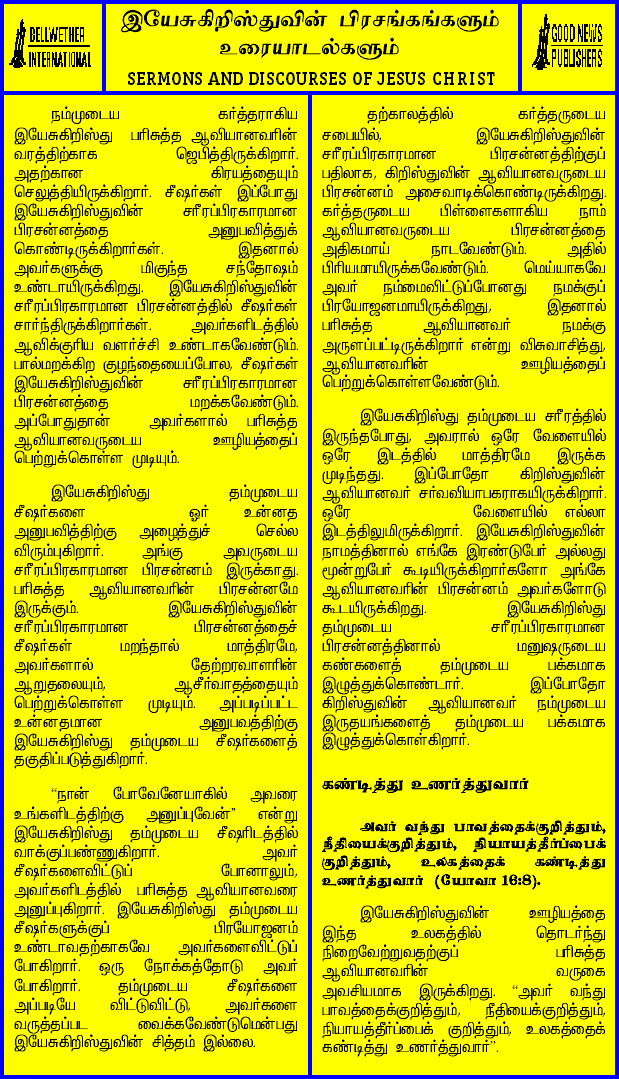 BELLWETHER
INTERNATIONAL
இயேசுகிறிஸ்துவின் பிரசங்கங்களும்
உரையாடல்களும்
SERMONS AND DISCOURSES OF JESUS CHRIST
GOOD NEWS
PUBLISHERS
நம்முடைய கர்த்தராகிய
இயேசுகிறிஸ்து பரிசுத்த ஆவியானவரின்
வரத்திற்காக ஜெபித்திருக்கிறார்.
அதற்கான கிரயத்தையும்
செலுத்தியிருக்கிறார். சீஷர்கள் இப்போது
இயேசுகிறிஸ்துவின் சரீரப்பிரகாரமான
பிரசன்னத்தை அனுபவித்துக்
கொண்டிருக்கிறார்கள். இதனால்
அவர்களுக்கு மிகுந்த சந்தோஷம்
உண்டாயிருக்கிறது. இயேசுகிறிஸ்துவின்
சரீரப்பிரகாரமான பிரசன்னத்தில் சீஷர்கள்
சார்ந்திருக்கிறார்கள். அவர்களிடத்தில்
ஆவிக்குரிய வளர்ச்சி உண்டாகவேண்டும்.
பால்மறக்கிற குழந்தையைப்போல, சீஷர்கள்
இயேசுகிறிஸ்துவின் சரீரப்பிரகாரமான
பிரசன்னத்தை மறக்கவேண்டும்.
அப்போதுதான் அவர்களால் பரிசுத்த
ஆவியானவருடைய ஊழியத்தைப்
பெற்றுக்கொள்ள முடியும்.
இயேசுகிறிஸ்து தம்முடைய
சீஷர்களை ஓர் உன்னத
அனுபவித்திற்கு அழைத்துச் செல்ல
விரும்புகிறார். அங்கு அவருடைய
சரீரப்பிரகாரமான பிரசன்னம் இருக்காது.
பரிசுத்த ஆவியானவரின் பிரசன்னமே
இருக்கும். இயேசுகிறிஸ்துவின்
சரீரப்பிரகாரமான பிரசன்னத்தைச்
சீஷர்கள் மறந்தால் மாத்திரமே,
அவர்களால் தேற்றரவாளரின்
ஆறுதலையும், ஆசீர்வாதத்தையும்
பெற்றுக்கொள்ள முடியும். அப்படிப்பட்ட
உன்னதமான அனுபவத்திற்கு
இயேசுகிறிஸ்து தம்முடைய சீஷர்களைத்
தகுதிப்படுத்துகிறார்.
“நான் போவேனேயாகில் அவரை
உங்களிடத்திற்கு அனுப்புவேன்” என்று
இயேசுகிறிஸ்து தம்முடைய சீஷரிடத்தில்
வாக்குப்பண்ணுகிறார். அவர்
சீஷர்களைவிட்டுப் போனாலும்,
அவர்களிடத்தில் பரிசுத்த ஆவியானவரை
அனுப்புகிறார். இயேசுகிறிஸ்து தம்முடைய
சீஷர்களுக்குப் பிரயோஜனம்
உண்டாவதற்காகவே அவர்களைவிட்டுப்
போகிறார். ஒரு நோக்கத்தோடு அவர்
போகிறார். தம்முடைய சீஷர்களை
அப்படியே விட்டுவிட்டு, அவர்களை
வருத்தப்பட வைக்கவேண்டுமென்பது
இயேசுகிறிஸ்துவின் சித்தம் இல்லை.
தற்காலத்தில் கர்த்தருடைய
சபையில், இயேசுகிறிஸ்துவின்
சரீரப்பிரகாரமான பிரசன்னத்திற்குப்
பதிலாக, கிறிஸ்துவின் ஆவியானவருடைய
பிரசன்னம் அசைவாடிக்கொண்டிருக்கிறது.
கர்த்தருடைய பிள்ளைகளாகிய நாம்
ஆவியானவருடைய பிரசன்னத்தை
அதிகமாய் நாடவேண்டும். அதில்
பிரியமாயிருக்கவேண்டும். மெய்யாகவே
அவர் நம்மைவிட்டுப்போனது நமக்குப்
பிரயோஜனமாயிருக்கிறது, இதனால்
பரிசுத்த ஆவியானவர் நமக்கு
அருளப்பட்டிருக்கிறார் என்று விசுவாசித்து,
ஆவியானவரின் ஊழியத்தைப்
பெற்றுக்கொள்ளவேண்டும்.
இயேசுகிறிஸ்து தம்முடைய சரீரத்தில்
இருந்தபோது, அவரால் ஒரே வேளையில்
ஒரே இடத்தில் மாத்திரமே இருக்க
முடிந்தது. இப்போதோ கிறிஸ்துவின்
ஆவியானவர் சர்வவியாபகராகயிருக்கிறார்.
ஒரே வேளையில் எல்லா
இடத்திலுமிருக்கிறார். இயேசுகிறிஸ்துவின்
நாமத்தினால் எங்கே இரண்டுபேர் அல்லது
மூன்றுபேர் கூடியிருக்கிறார்களோ அங்கே
ஆவியானவரின் பிரசன்னம் அவர்களோடு
கூடயிருக்கிறது. இயேசுகிறிஸ்து
தம்முடைய சரீரப்பிரகாரமான
பிரசன்னத்தினால் மனுஷருடைய
கண்களைத் தம்முடைய பக்கமாக
இழுத்துக்கொண்டார். இப்போதோ
கிறிஸ்துவின் ஆவியானவர் நம்முடைய
இருதயங்களைத் தம்முடைய பக்கமாக
இழுத்துக்கொள்கிறார்.
கண்டித்து உணர்த்துவார்
அவர் வந்து பாவத்தைக்குறித்தும்,
நீதியைக்குறித்தும், நியாயத்தீர்ப்பைக்
குறித்தும், உலகத்தைக் கண்டித்து
உணர்த்துவார் (யோவா 16:8).
இயேசுகிறிஸ்துவின் ஊழியத்தை
இந்த உலகத்தில் தொடர்ந்து
நிறைவேற்றுவதற்குப் பரிசுத்த
ஆவியானவரின் வருகை
அவசியமாக இருக்கிறது. “அவர் வந்து
பாவத்தைக்குறித்தும், நீதியைக்குறித்தும்,
நியாயத்தீர்ப்பைக் குறித்தும், உலகத்தைக்
கண்டித்து உணர்த்துவார்”.